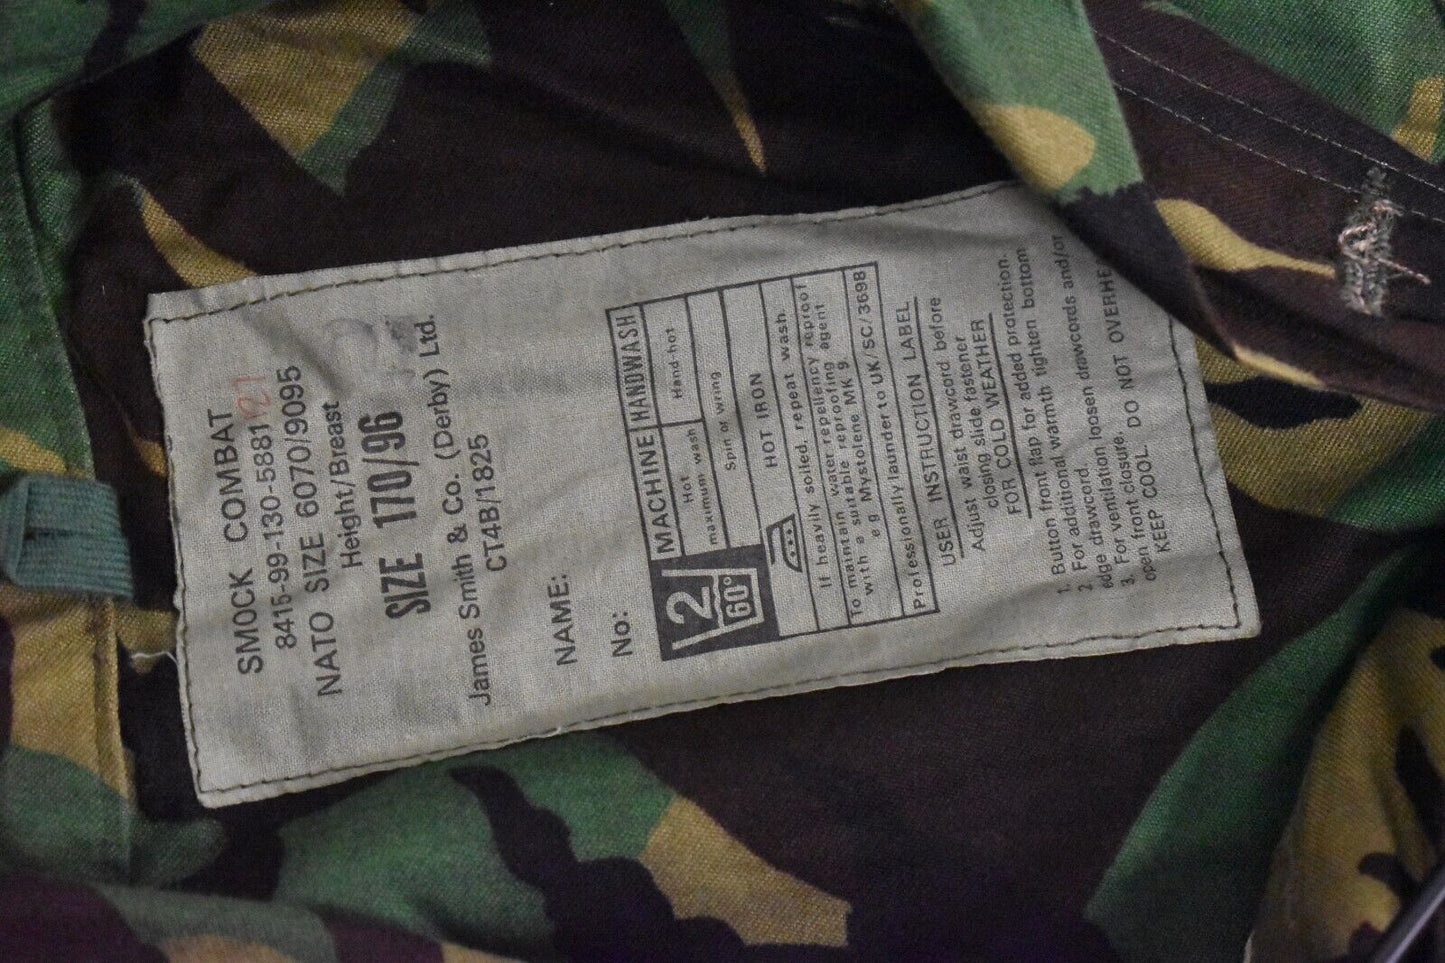 SMOCK COMBAT
8415-99-130-5881
NATO SIZE 6070/9095
Height/Breast
SIZE 170/96
James Smith & Co. (Derby) Ltd.
CT4B/1825
NAME:
No:
MACHINE HANDWASH
Hot Hand-hot
maximum wash
Spin or wring
2
60°
HOT IRON
If heavily soiled, repeat wash.
To maintain water repellency reproof
with a suitable reproofing agent
e g Mystolene MK 9
Professionally launder to UK/SC/3698
USER INSTRUCTION LABEL
Adjust waist drawcord before
closing slide fastener
FOR COLD WEATHER
1. Button front flap for added protection.
2. For additional warmth tighten bottom
edge drawcord.
3. For ventilation loosen drawcords and/or
open front closure.
KEEP COOL. DO NOT OVERHE